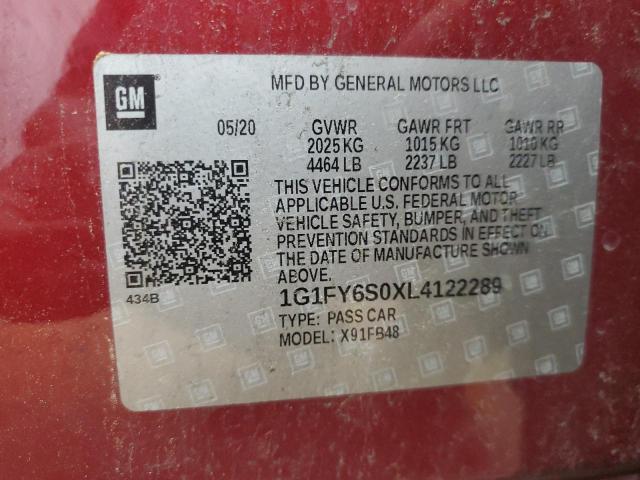 GM
MFD BY GENERAL MOTORS LLC
05/20 GVWR GAWR FRT GAWR RR
2025 KG 1015 KG 1010 KG
4464 LB 2237 LB 2227 LB
THIS VEHICLE CONFORMS TO ALL
APPLICABLE U.S. FEDERAL MOTOR
VEHICLE SAFETY, BUMPER, AND THEFT
PREVENTION STANDARDS IN EFFECT ON
THE DATE OF MANUFACTURE SHOWN
ABOVE.
434B
1G1FY6S0XL4122289
TYPE: PASS CAR
MODEL: X91FB48